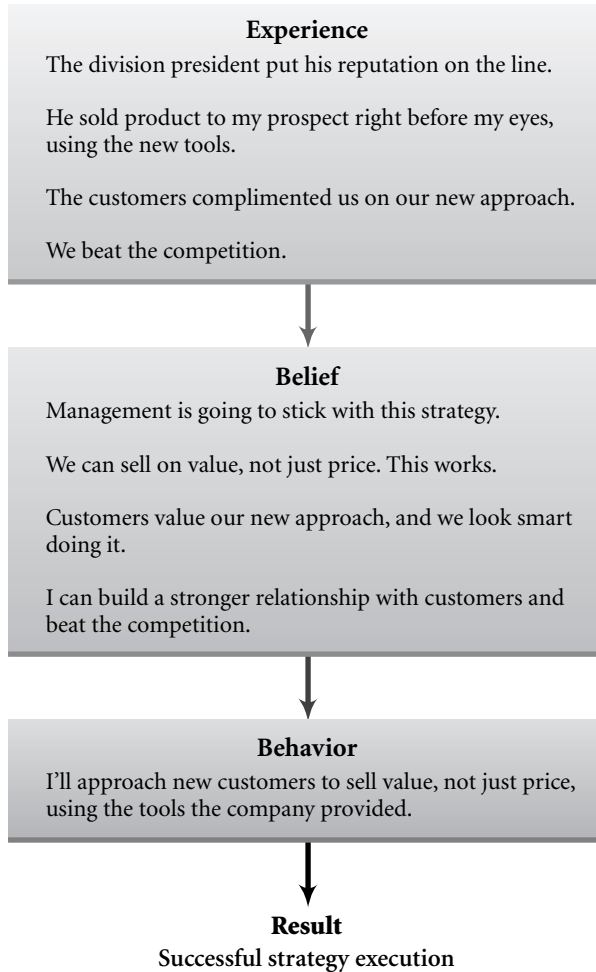 Experience
The division president put his reputation on the line.
He sold product to my prospect right before my eyes,
using the new tools.
The customers complimented us on our new approach.
We beat the competition.
Belief
Management is going to stick with this strategy.
We can sell on value, not just price. This works.
Customers value our new approach, and we look smart
doing it.
I can build a stronger relationship with customers and
beat the competition.
Behavior
I’ll approach new customers to sell value, not just price,
using the tools the company provided.
Result
Successful strategy execution